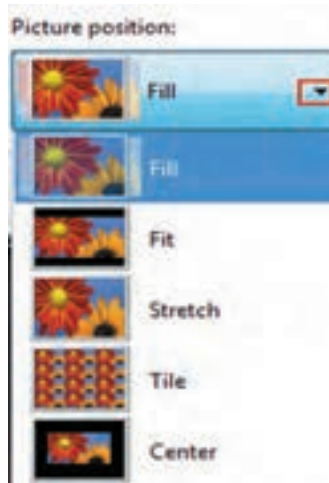 Picture position:
Fill
Fill
Fit
Stretch
Tile
Center